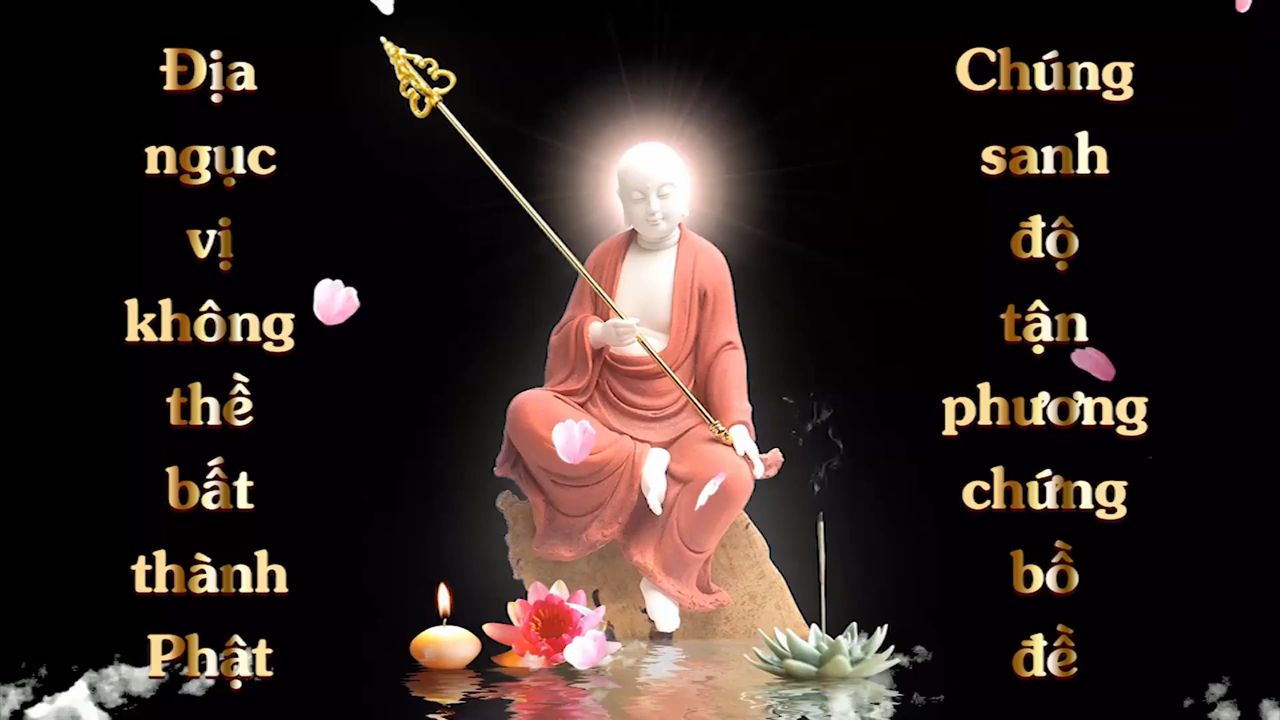 Địa
ngục
vị
không
thề
bất
thành
Phật
Chúng
sanh
độ
tận
phương
chứng
bồ
đề